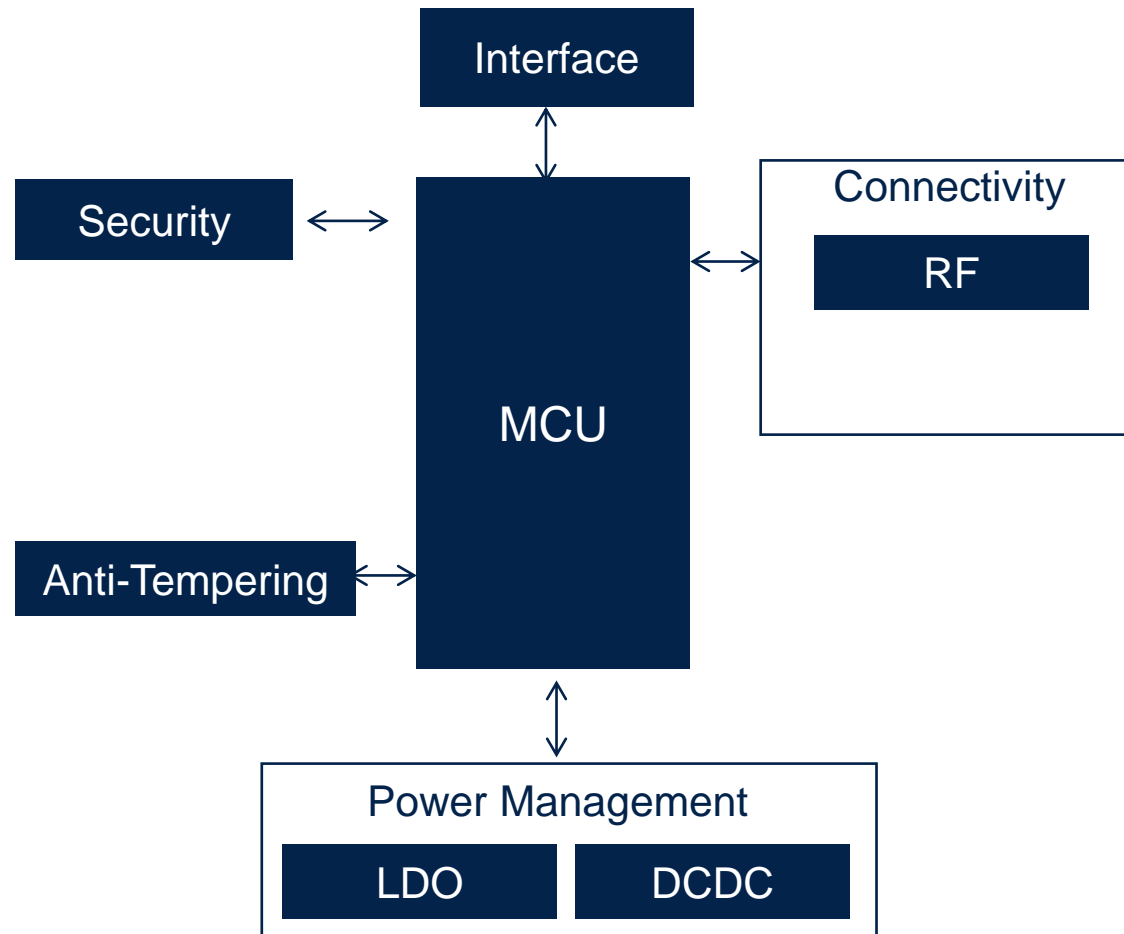 Interface
Security
Connectivity
RF
MCU
Anti-Tempering
Power Management
LDO
DCDC